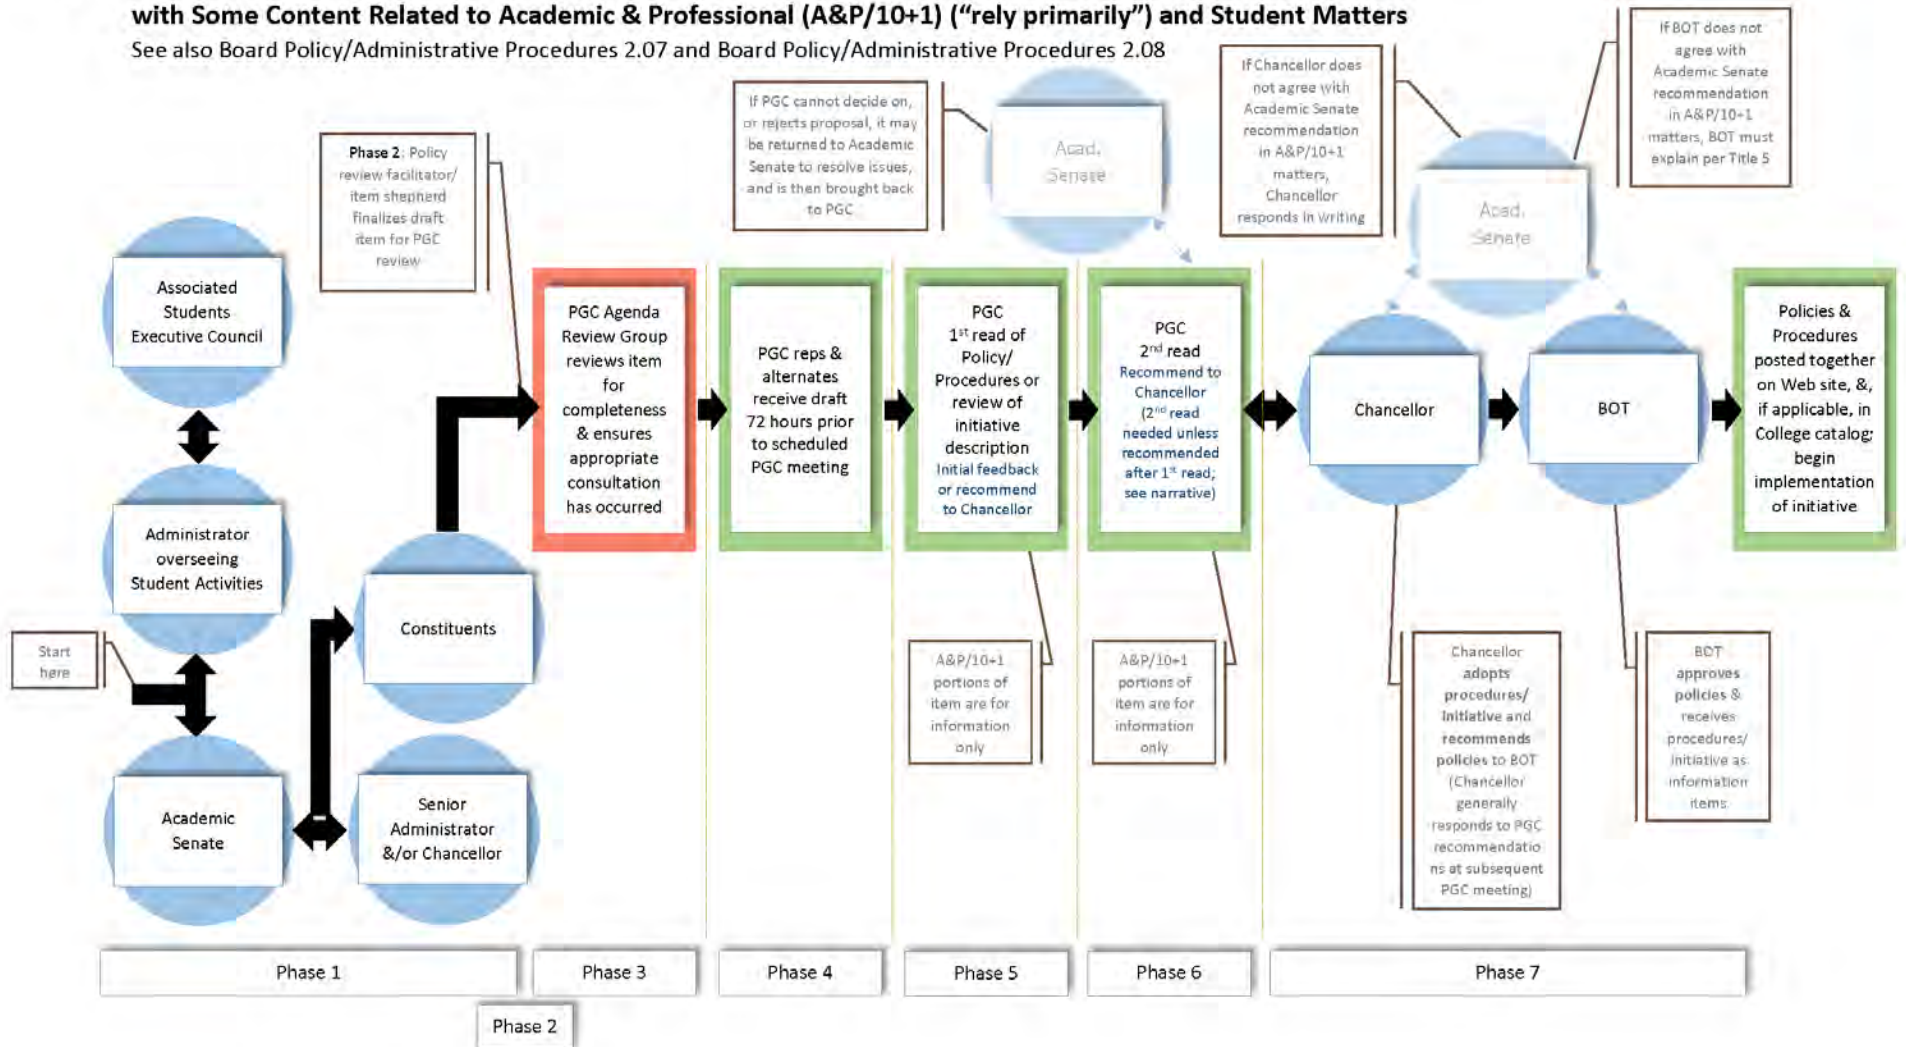 with Some Content Related to Academic & Professional (A&P/10+1) (“rely primarily”) and Student Matters
See also Board Policy/Administrative Procedures 2.07 and Board Policy/Administrative Procedures 2.08
If PGC cannot decide on,
or rejects proposal, it may
be returned to Academic
Senate to resolve issues,
and is then brought back
to PGC
Acad.
Senate
If Chancellor does
not agree with
Academic Senate
recommendation
in A&P/10+1
matters,
Chancellor
responds in writing
Acad.
Senate
If BOT does not
agree with
Academic Senate
recommendation
in A&P/10+1
matters, BOT must
explain per Title 5
Phase 2: Policy
review facilitator/
item shepherd
finalizes draft
item for PGC
review
Associated
Students
Executive Council
Administrator
overseeing
Student Activities
Start
here
Academic
Senate
Senior
Administrator
&/or Chancellor
Constituents
PGC Agenda
Review Group
reviews item
for
completeness
& ensures
appropriate
consultation
has occurred
PGC reps &
alternates
receive draft
72 hours prior
to scheduled
PGC meeting
PGC
1st read of
Policy/
Procedures or
review of
initiative
description
Initial feedback
or recommend
to Chancellor
PGC
2nd read
Recommend to
Chancellor
(2nd read
needed unless
recommended
after 1st read;
see narrative)
Chancellor
BOT
Policies &
Procedures
posted together
on Web site, &,
if applicable, in
College catalog;
begin
implementation
of initiative
A&P/10+1
portions of
item are for
information
only
A&P/10+1
portions of
item are for
information
only
Chancellor
adopts
procedures/
initiative and
recommends
policies to BOT
(Chancellor
generally
responds to PGC
recommendatio
ns at subsequent
PGC meeting)
BOT
approves
policies &
receives
procedures/
initiative as
information
items
Phase 1
Phase 3
Phase 4
Phase 5
Phase 6
Phase 7
Phase 2